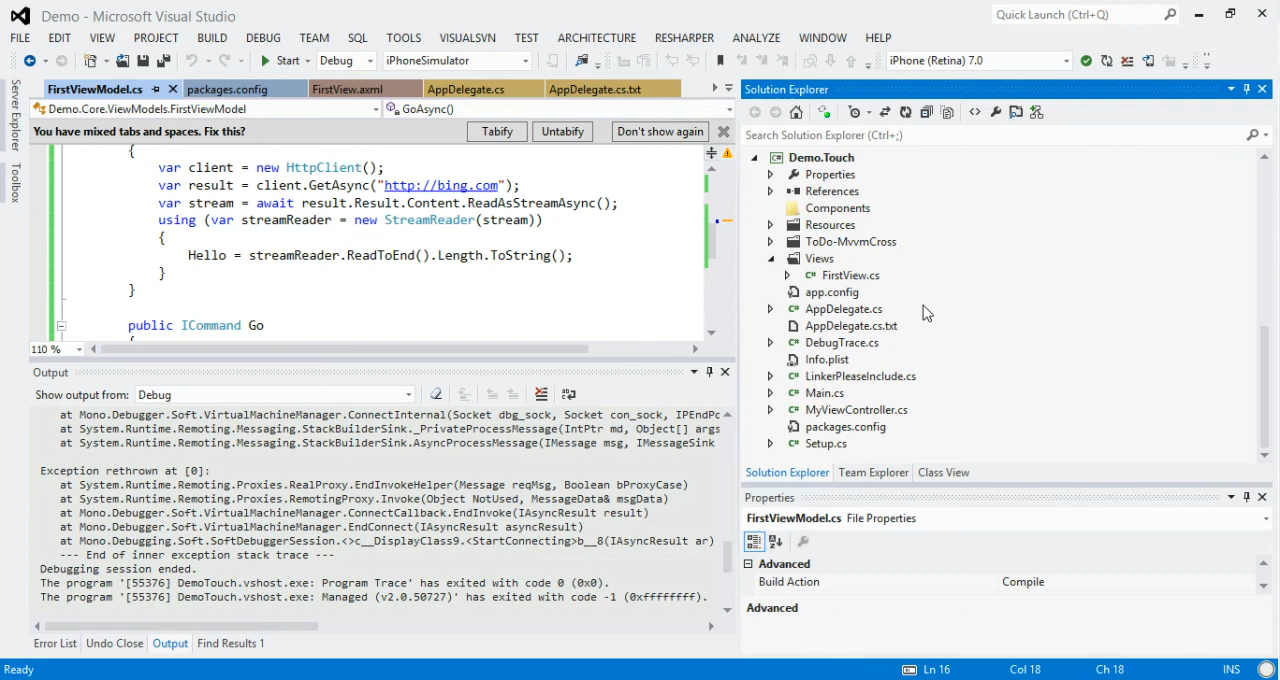 Demo - Microsoft Visual Studio
Quick Launch (Ctrl+Q)
FILE EDIT VIEW PROJECT BUILD DEBUG TEAM SQL TOOLS VISUALSVN TEST ARCHITECTURE RESHARPER ANALYZE WINDOW HELP
Start Debug iPhoneSimulator iPhone (Retina) 7.0
Server Explorer
Toolbox
FirstViewModel.cs packages.config FirstView.axml AppDelegate.cs AppDelegate.cs.txt
Demo.Core.ViewModels.FirstViewModel GoAsync()
You have mixed tabs and spaces. Fix this? Tabify Untabify Don't show again
{
var client = new HttpClient();
var result = client.GetAsync("http://bing.com");
var stream = await result.Result.Content.ReadAsStreamAsync();
using (var streamReader = new StreamReader(stream))
{
Hello = streamReader.ReadToEnd().Length.ToString();
}
}
public ICommand Go
{
110 %
Output
Show output from: Debug
at Mono.Debugger.Soft.VirtualMachineManager.ConnectInternal(Socket dbg_sock, Socket con_sock, IPEndPo
at System.Runtime.Remoting.Messaging.StackBuilderSink._PrivateProcessMessage(IntPtr md, Object[] args
at System.Runtime.Remoting.Messaging.StackBuilderSink.AsyncProcessMessage(IMessage msg, IMessageSink
Exception rethrown at [0]:
at System.Runtime.Remoting.Proxies.RealProxy.EndInvokeHelper(Message reqMsg, Boolean bProxyCase)
at System.Runtime.Remoting.Proxies.RemotingProxy.Invoke(Object NotUsed, MessageData& msgData)
at Mono.Debugger.Soft.VirtualMachineManager.ConnectCallback.EndInvoke(IAsyncResult result)
at Mono.Debugger.Soft.VirtualMachineManager.EndConnect(IAsyncResult asyncResult)
at Mono.Debugging.Soft.SoftDebuggerSession.<>c__DisplayClass9.<StartConnecting>b__8(IAsyncResult ar)
--- End of inner exception stack trace ---
Debugging session ended.
The program '[55376] DemoTouch.vshost.exe: Program Trace' has exited with code 0 (0x0).
The program '[55376] DemoTouch.vshost.exe: Managed (v2.0.50727)' has exited with code -1 (0xffffffff).
Error List Undo Close Output Find Results 1
Solution Explorer
Search Solution Explorer (Ctrl+;)
Demo.Touch
Properties
References
Components
Resources
ToDo-MvvmCross
Views
FirstView.cs
app.config
AppDelegate.cs
AppDelegate.cs.txt
DebugTrace.cs
Info.plist
LinkerPleaseInclude.cs
Main.cs
MyViewController.cs
packages.config
Setup.cs
Solution Explorer Team Explorer Class View
Properties
FirstViewModel.cs File Properties
Advanced
Build Action Compile
Advanced
Ready Ln 16 Col 18 Ch 18 INS